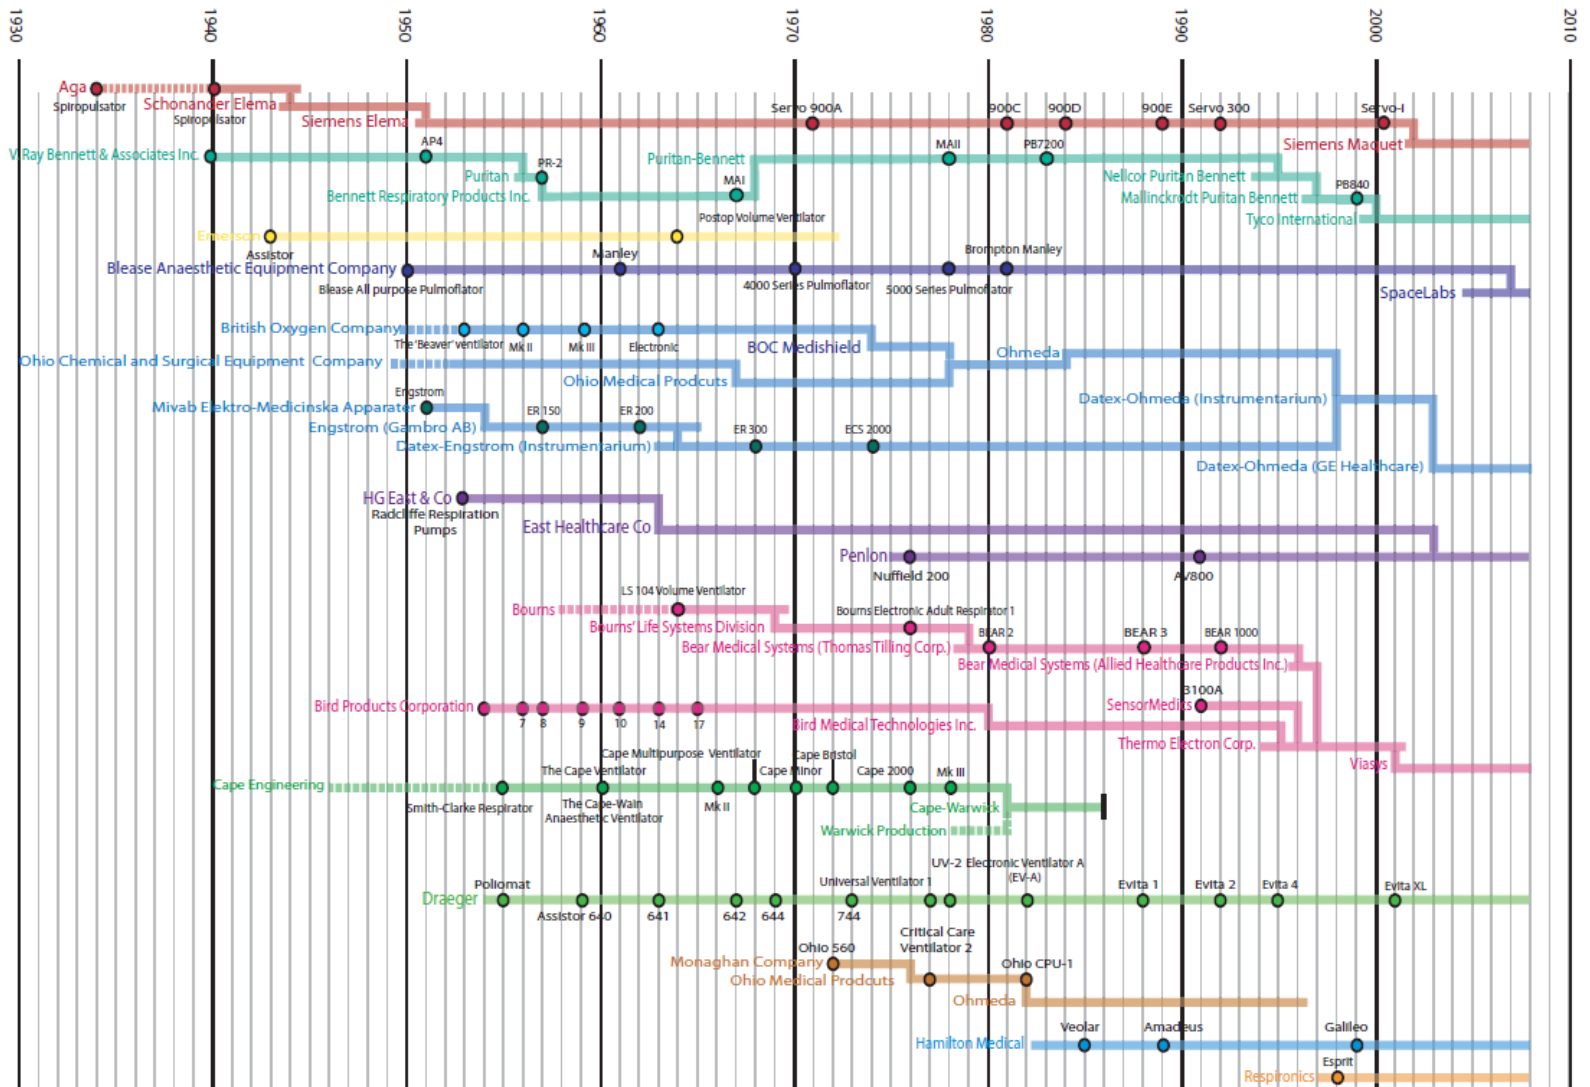 1930
1940
1950
1960
1970
1980
1990
2000
2010
Aga
Spiropulsator
Schonander Elema
Spiropulsator
Siemens Elema
Servo 900A
900C
900D
900E
Servo 300
Servo-I
Siemens Maquet
V. Ray Bennett & Associates Inc.
AP4
Puritan
PR-2
Bennett Respiratory Products Inc.
MAI
Puritan-Bennett
MAII
PB7200
Nellcor Puritan Bennett
Mallinckrodt Puritan Bennett
PB840
Tyco International
Emerson
Assistor
Postop Volume Ventilator
Blease Anaesthetic Equipment Company
Blease All purpose Pulmoflator
Manley
4000 Series Pulmoflator
5000 Series Pulmoflator
Brompton Manley
SpaceLabs
British Oxygen Company
The 'Beaver' ventilator
Mk II
Mk III
Electronic
BOC Medishield
Ohio Chemical and Surgical Equipment Company
Ohio Medical Prodcuts
Ohmeda
Engstrom
Mivab Elektro-Medicinska Apparater
Engstrom (Gambro AB)
ER 150
ER 200
Datex-Engstrom (Instrumentarium)
ER 300
ECS 2000
Datex-Ohmeda (Instrumentarium)
Datex-Ohmeda (GE Healthcare)
HG East & Co
Radcliffe Respiration
Pumps
East Healthcare Co
Penlon
Nuffield 200
AV800
Bourns
LS 104 Volume Ventilator
Bourns' Life Systems Division
Bourns Electronic Adult Respirator 1
Bear Medical Systems (Thomas Tilling Corp.)
BEAR 2
BEAR 3
BEAR 1000
Bear Medical Systems (Allied Healthcare Products Inc.)
Bird Products Corporation
7
8
9
10
14
17
Bird Medical Technologies Inc.
3100A
SensorMedics
Thermo Electron Corp.
Viasys
Cape Engineering
Smith-Clarke Respirator
The Cape Ventilator
The Cape-Wain
Anaesthetic Ventilator
Cape Multipurpose Ventilator
Mk II
Cape Minor
Cape Bristol
Cape 2000
Mk III
Cape-Warwick
Warwick Production
Draeger
Poliomat
Assistor 640
641
642
644
744
Universal Ventilator 1
UV-2
Electronic Ventilator A
(EV-A)
Evita 1
Evita 2
Evita 4
Evita XL
Monaghan Company
Ohio 560
Ohio Medical Prodcuts
Critical Care
Ventilator 2
Ohio CPU-1
Ohmeda
Hamilton Medical
Veolar
Amadeus
Galileo
Respironics
Esprit